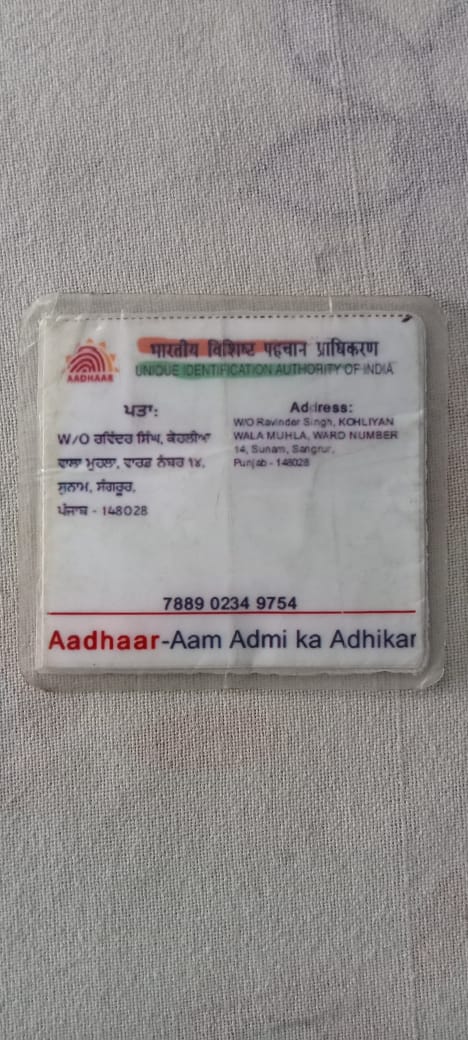 भारतीय विशिष्ट पहचान प्राधिकरण
UNIQUE IDENTIFICATION AUTHORITY OF INDIA
AADHAAR
ਪਤਾ:
W/O ਰਵਿੰਦਰ ਸਿੰਘ, ਕੋਹਲੀਆ
ਵਾਲਾ ਮੁਹਲਾ, ਵਾਰਡ ਨੰਬਰ ੧੪,
ਸੁਨਾਮ, ਸੰਗਰੂਰ,
ਪੰਜਾਬ - 148028
Address:
W/O Ravinder Singh, KOHLIYAN
WALA MUHLA, WARD NUMBER
14, Sunam, Sangrur,
Punjab - 148028
7889 0234 9754
Aadhaar-Aam Admi ka Adhikar